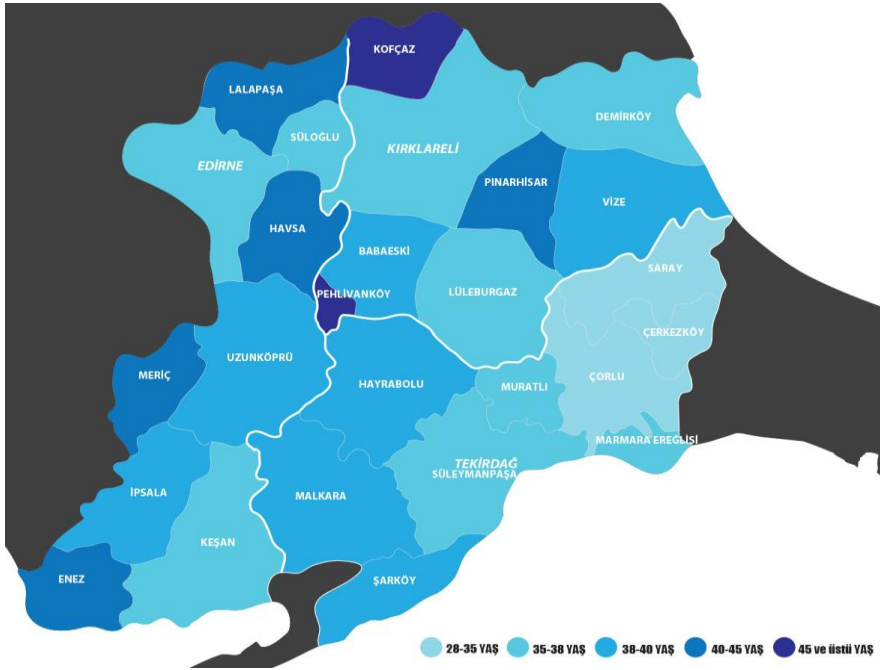 KOFÇAZ
LALAPAŞA
DEMİRKÖY
SÜLOĞLU
KIRKLARELİ
EDİRNE
PINARHİSAR
VİZE
HAVSA
BABAESKİ
SARAY
PEHLİVANKÖY
LÜLEBURGAZ
ÇERKEZKÖY
UZUNKÖPRÜ
MERİÇ
HAYRABOLU
MURATLI
ÇORLU
MARMARA EREĞLİSİ
TEKİRDAĞ
SÜLEYMANPAŞA
İPSALA
MALKARA
KEŞAN
ENEZ
ŞARKÖY
28-35 YAŞ
35-38 YAŞ
38-40 YAŞ
40-45 YAŞ
45 ve üstü YAŞ